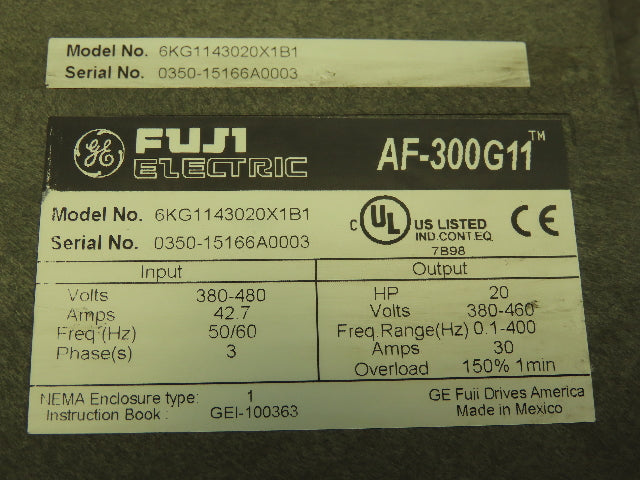 Model No. 6KG1143020X1B1
Serial No. 0350-15166A0003
GE FUJI ELECTRIC AF-300G11™
Model No. 6KG1143020X1B1
Serial No. 0350-15166A0003
C UL US LISTED CE
IND.CONT.EQ.
7B98
Input Output
Volts 380-480 HP 20
Amps 42.7 Volts 380-460
Freq (Hz) 50/60 Freq.Range(Hz) 0.1-400
Phase(s) 3 Amps 30
Overload 150% 1min
NEMA Enclosure type: 1 GE Fuji Drives America
Instruction Book : GEI-100363 Made in Mexico